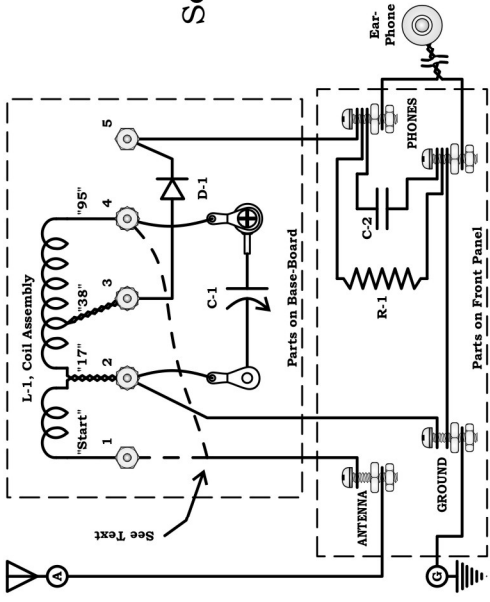 Sc
L-1, Coil Assembly
"Start"
"17"
"38"
"95"
1
2
3
4
5
D-1
C-1
See Text
Parts on Base-Board
Ear-
Phone
PHONES
C-2
R-1
ANTENNA
GROUND
Parts on Front Panel
A
G